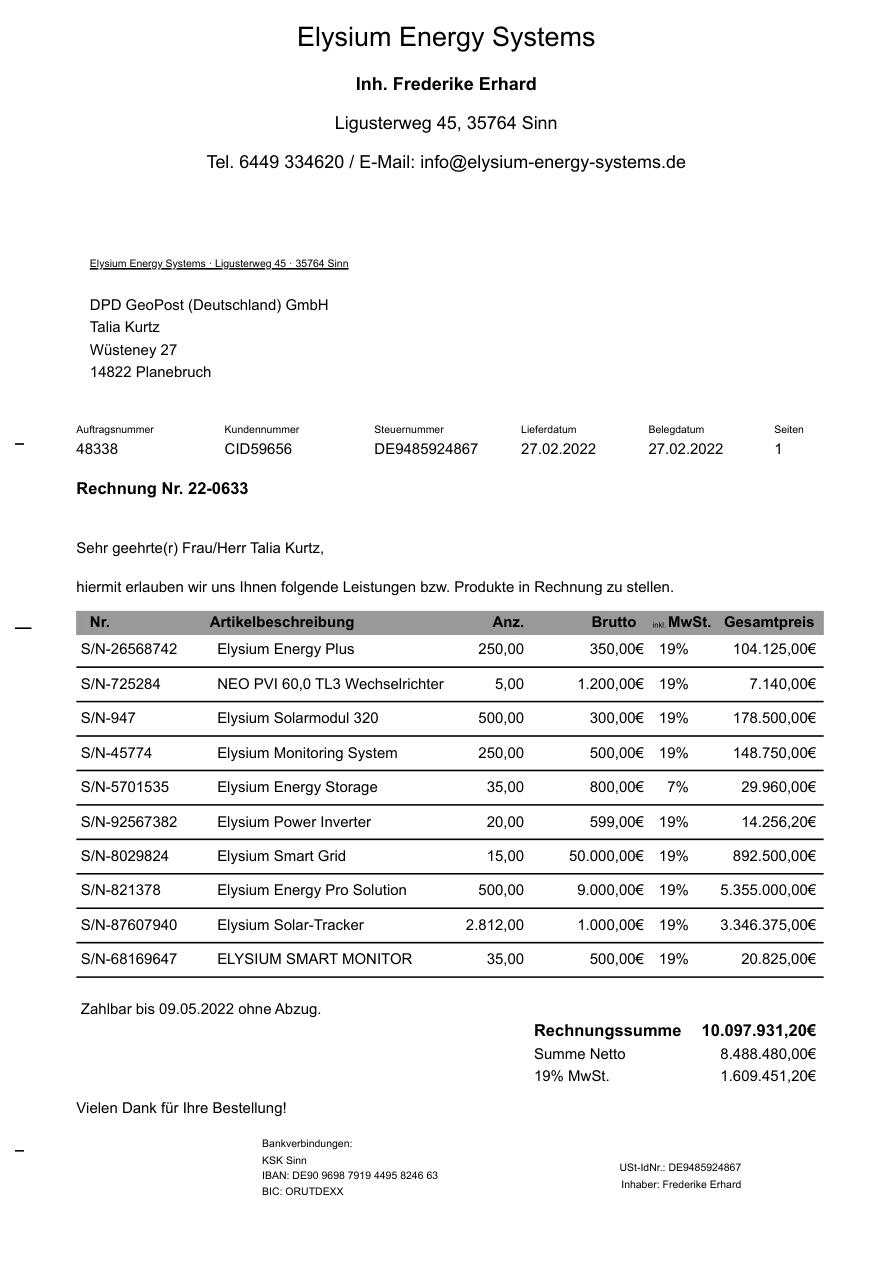 Elysium Energy Systems
Inh. Frederike Erhard
Ligusterweg 45, 35764 Sinn
Tel. 6449 334620 / E-Mail: info@elysium-energy-systems.de
Elysium Energy Systems · Ligusterweg 45 · 35764 Sinn
DPD GeoPost (Deutschland) GmbH
Talia Kurtz
Wüsteney 27
14822 Planebruch
Auftragsnummer Kundennummer Steuernummer Lieferdatum Belegdatum Seiten
48338 CID59656 DE9485924867 27.02.2022 27.02.2022 1
Rechnung Nr. 22-0633
Sehr geehrte(r) Frau/Herr Talia Kurtz,
hiermit erlauben wir uns Ihnen folgende Leistungen bzw. Produkte in Rechnung zu stellen.
Nr. Artikelbeschreibung Anz. Brutto inkl. MwSt. Gesamtpreis
S/N-26568742 Elysium Energy Plus 250,00 350,00€ 19% 104.125,00€
S/N-725284 NEO PVI 60,0 TL3 Wechselrichter 5,00 1.200,00€ 19% 7.140,00€
S/N-947 Elysium Solarmodul 320 500,00 300,00€ 19% 178.500,00€
S/N-45774 Elysium Monitoring System 250,00 500,00€ 19% 148.750,00€
S/N-5701535 Elysium Energy Storage 35,00 800,00€ 7% 29.960,00€
S/N-92567382 Elysium Power Inverter 20,00 599,00€ 19% 14.256,20€
S/N-8029824 Elysium Smart Grid 15,00 50.000,00€ 19% 892.500,00€
S/N-821378 Elysium Energy Pro Solution 500,00 9.000,00€ 19% 5.355.000,00€
S/N-87607940 Elysium Solar-Tracker 2.812,00 1.000,00€ 19% 3.346.375,00€
S/N-68169647 ELYSIUM SMART MONITOR 35,00 500,00€ 19% 20.825,00€
Zahlbar bis 09.05.2022 ohne Abzug.
Rechnungssumme 10.097.931,20€
Summe Netto 8.488.480,00€
19% MwSt. 1.609.451,20€
Vielen Dank für Ihre Bestellung!
Bankverbindungen:
KSK Sinn
IBAN: DE90 9698 7919 4495 8246 63
BIC: ORUTDEXX
USt-IdNr.: DE9485924867
Inhaber: Frederike Erhard